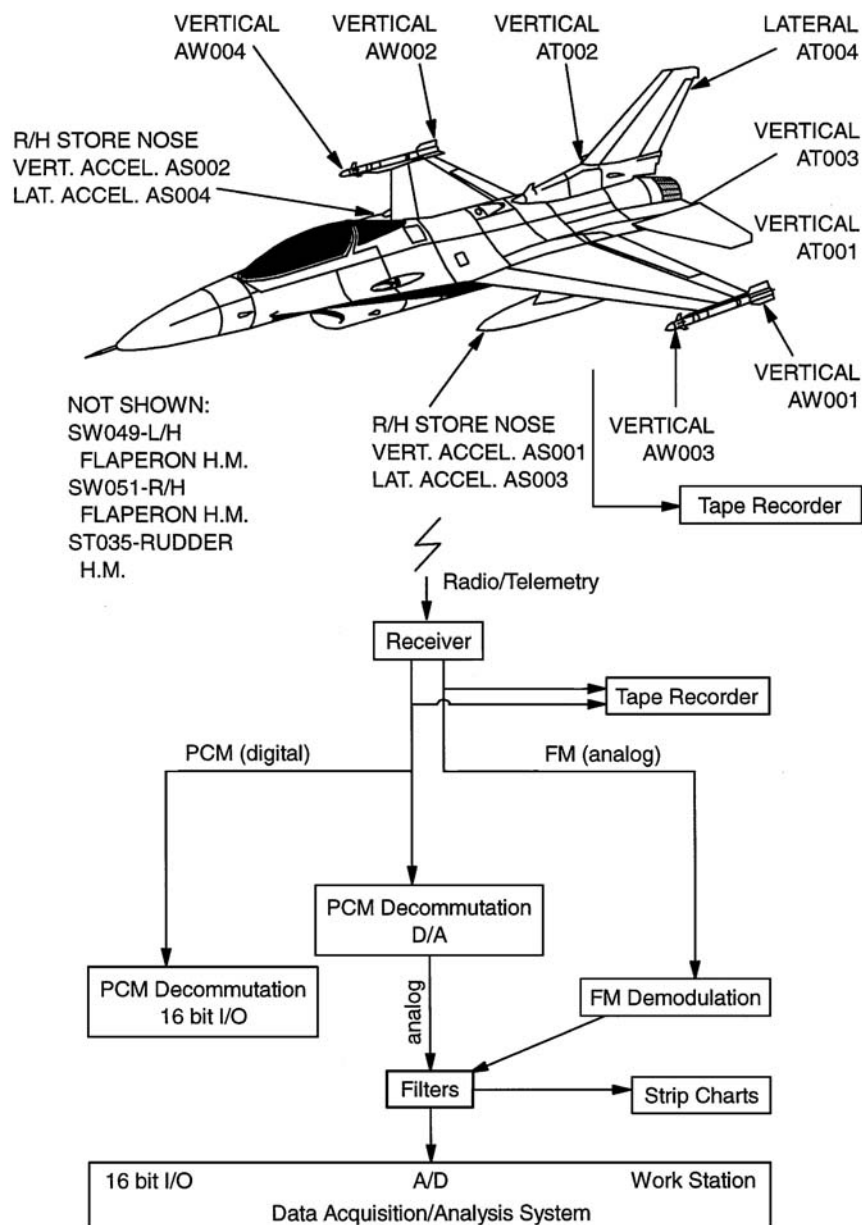 VERTICAL
AW004
VERTICAL
AW002
VERTICAL
AT002
LATERAL
AT004
R/H STORE NOSE
VERT. ACCEL. AS002
LAT. ACCEL. AS004
VERTICAL
AT003
VERTICAL
AT001
VERTICAL
AW001
NOT SHOWN:
SW049-L/H
FLAPERON H.M.
SW051-R/H
FLAPERON H.M.
ST035-RUDDER
H.M.
R/H STORE NOSE
VERT. ACCEL. AS001
LAT. ACCEL. AS003
VERTICAL
AW003
Tape Recorder
Radio/Telemetry
Receiver
Tape Recorder
PCM (digital)
FM (analog)
PCM Decommutation
D/A
PCM Decommutation
16 bit I/O
analog
FM Demodulation
Filters
Strip Charts
16 bit I/O
A/D
Work Station
Data Acquisition/Analysis System